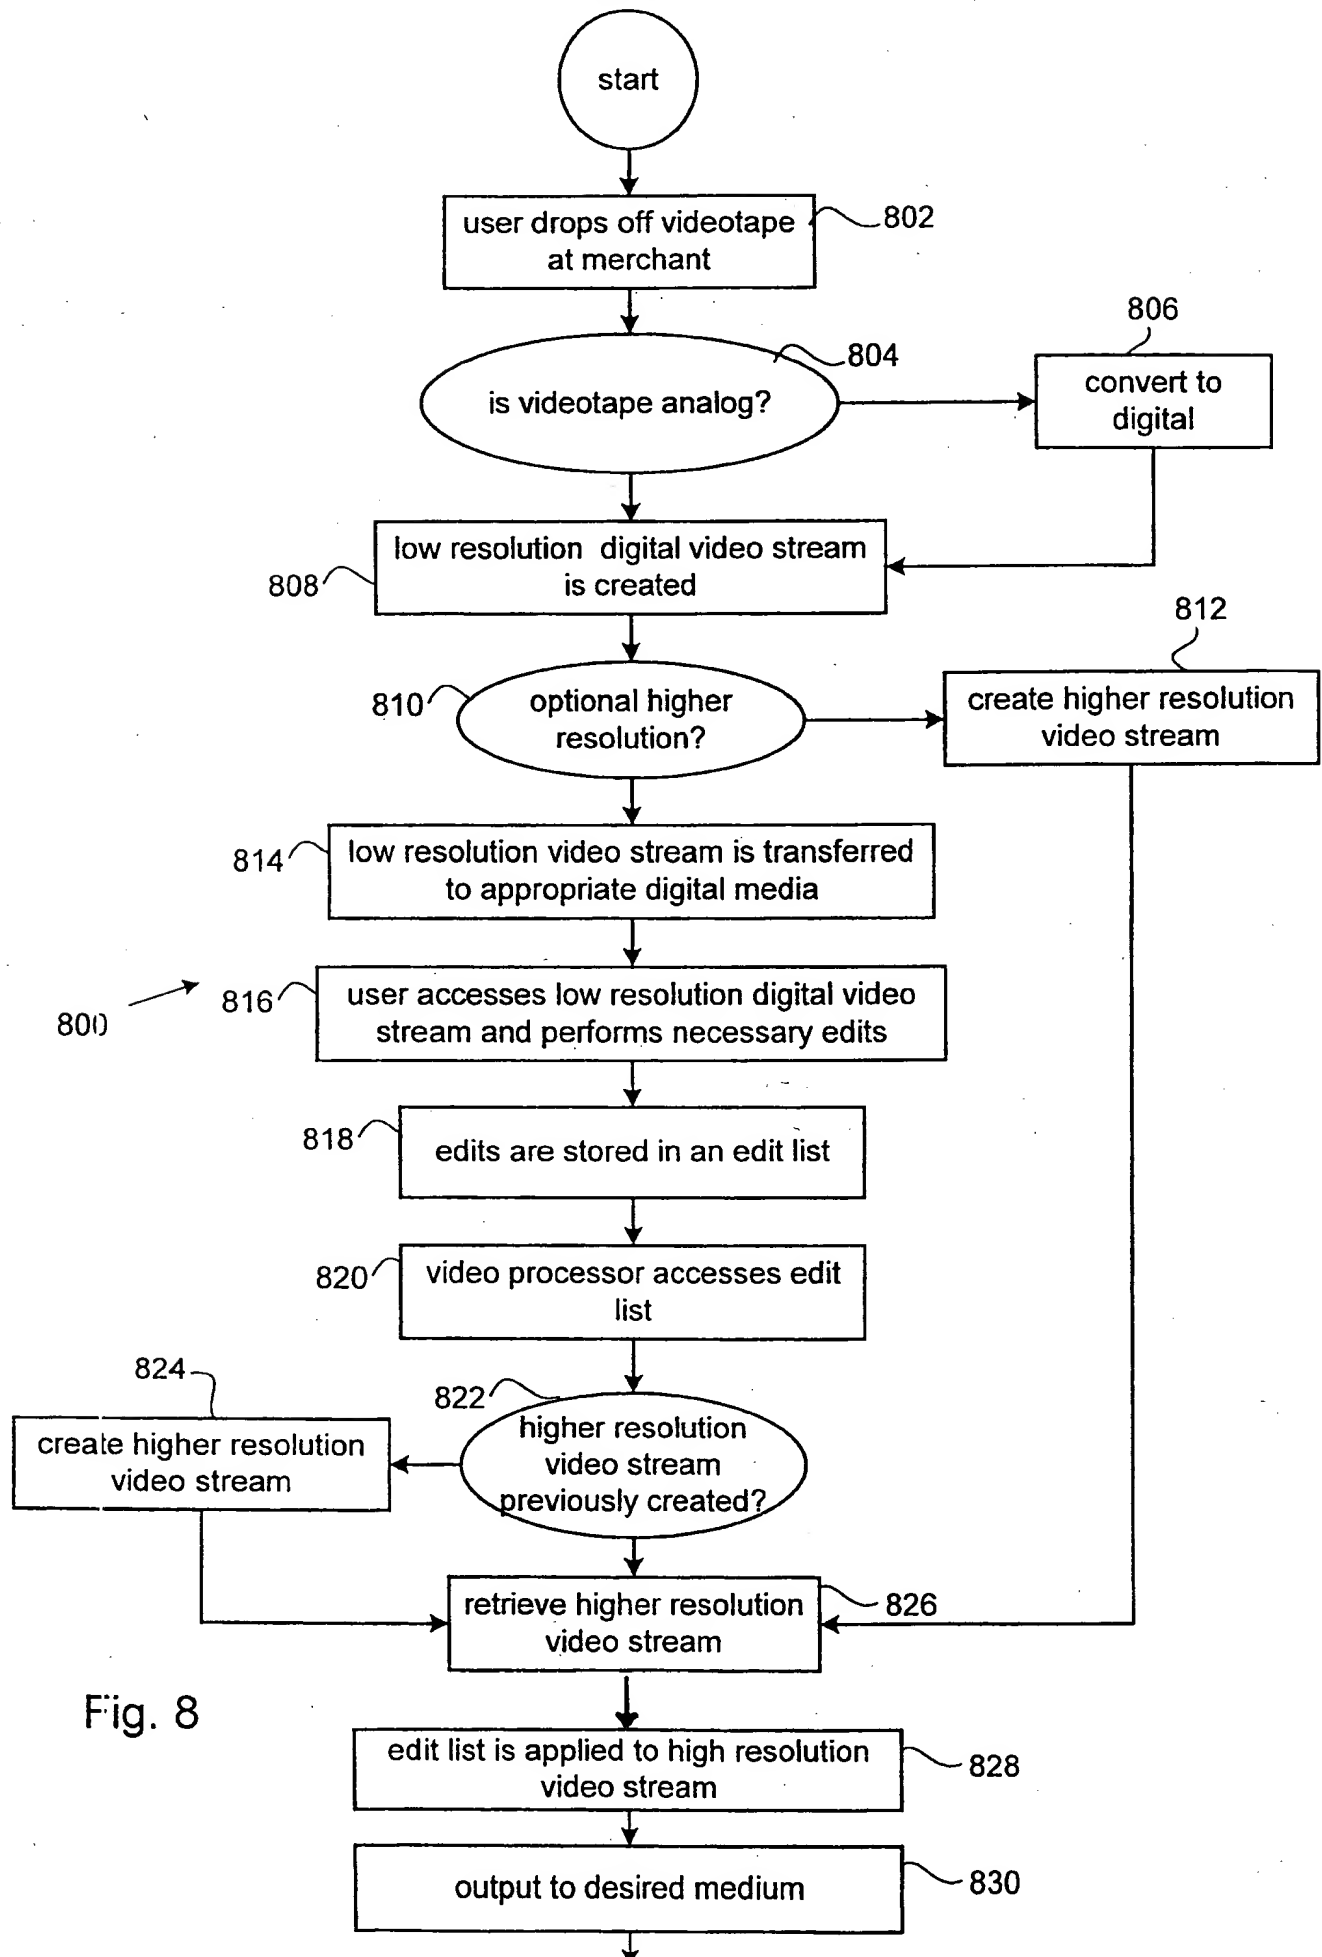 start
user drops off videotape
at merchant
802
is videotape analog?
804
806
convert to
digital
low resolution digital video stream
is created
808
812
optional higher
resolution?
810
create higher resolution
video stream
low resolution video stream is transferred
to appropriate digital media
814
user accesses low resolution digital video
stream and performs necessary edits
816
800
edits are stored in an edit list
818
video processor accesses edit
list
820
824
822
higher resolution
video stream
previously created?
create higher resolution
video stream
retrieve higher resolution
video stream
826
Fig. 8
edit list is applied to high resolution
video stream
828
output to desired medium
830